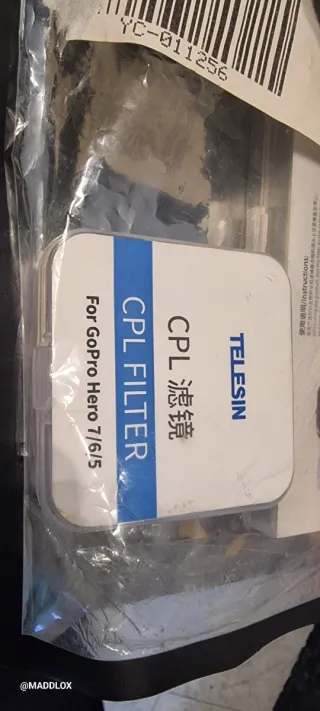 YC-011256
TELESIN
CPL 滤镜
CPL FILTER
For GoPro Hero 7/6/5
使用说明/Instructions:
@MADDLOX